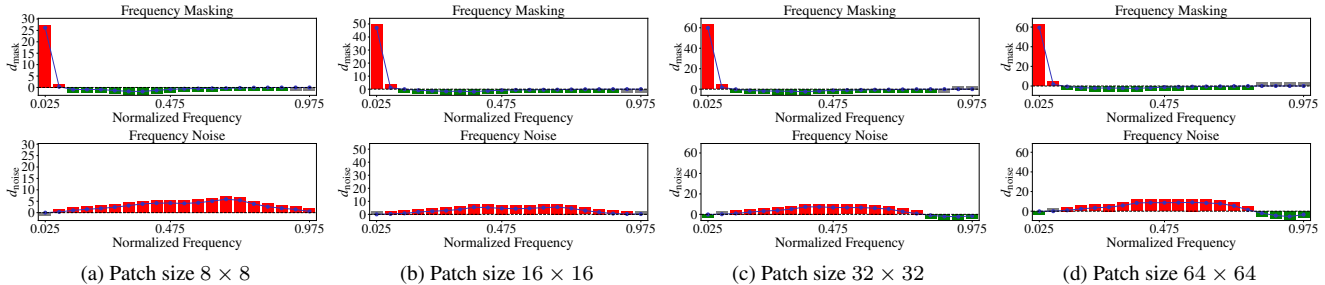 Frequency Masking
30
25
20
15
10
5
0
d_mask
0.025 0.475 0.975
Normalized Frequency
Frequency Noise
30
25
20
15
10
5
0
d_noise
0.025 0.475 0.975
Normalized Frequency
(a) Patch size 8 × 8
Frequency Masking
50
40
30
20
10
0
d_mask
0.025 0.475 0.975
Normalized Frequency
Frequency Noise
50
40
30
20
10
0
d_noise
0.025 0.475 0.975
Normalized Frequency
(b) Patch size 16 × 16
Frequency Masking
60
40
20
0
d_mask
0.025 0.475 0.975
Normalized Frequency
Frequency Noise
60
40
20
0
d_noise
0.025 0.475 0.975
Normalized Frequency
(c) Patch size 32 × 32
Frequency Masking
60
40
20
0
d_mask
0.025 0.475 0.975
Normalized Frequency
Frequency Noise
60
40
20
0
d_noise
0.025 0.475 0.975
Normalized Frequency
(d) Patch size 64 × 64